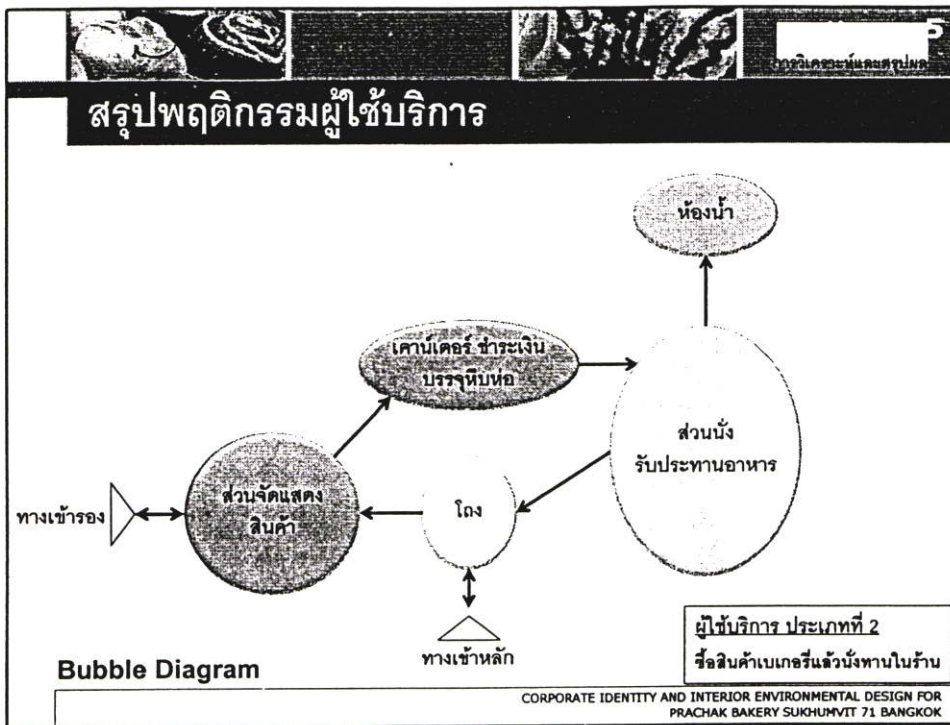 5
การวิเคราะห์และสรุปผล
สรุปพฤติกรรมผู้ใช้บริการ
ห้องน้ำ
เคาน์เตอร์ ชำระเงิน
บรรจุหีบห่อ
ส่วนนั่ง
รับประทานอาหาร
ส่วนจัดแสดง
สินค้า
โถง
ทางเข้ารอง
ทางเข้าหลัก
ผู้ใช้บริการ ประเภทที่ 2
ซื้อสินค้าเบเกอรี่แล้วนั่งทานในร้าน
Bubble Diagram
CORPORATE IDENTITY AND INTERIOR ENVIRONMENTAL DESIGN FOR
PRACHAK BAKERY SUKHUMVIT 71 BANGKOK